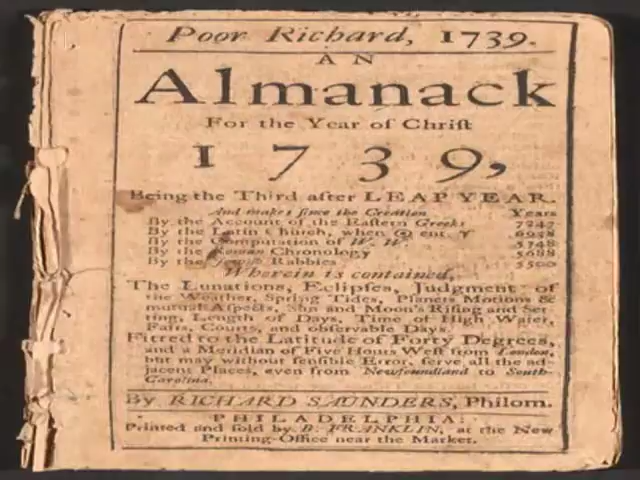 Poor Richard, 1739.
AN
Almanack
For the Year of Chriſt
1739,
Being the Third after LEAP YEAR.
And makes ſince the Creation Years
By the Account of the Eaſtern Greeks 7247
By the Latin Church, when ☉ ent. ♈ 6938
By the Computation of W. W. 5748
By the Roman Chronology 5688
By the Jewiſh Rabbies 5500
Wherein is contained,
The Lunations, Eclipſes, Judgment of
the Weather, Spring Tides, Planets Motions &
mutual Aſpects, Sun and Moon's Riſing and Set-
ting, Length of Days, Time of High Water,
Fairs, Courts, and obſervable Days.
Fitted to the Latitude of Forty Degrees,
and a Meridian of Five Hours Weſt from London,
but may without ſenſible Error, ſerve all the ad-
jacent Places, even from Newfoundland to South-
Carolina.
By RICHARD SAUNDERS, Philom.
PHILADELPHIA:
Printed and ſold by B. FRANKLIN, at the New
Printing-Office near the Market.